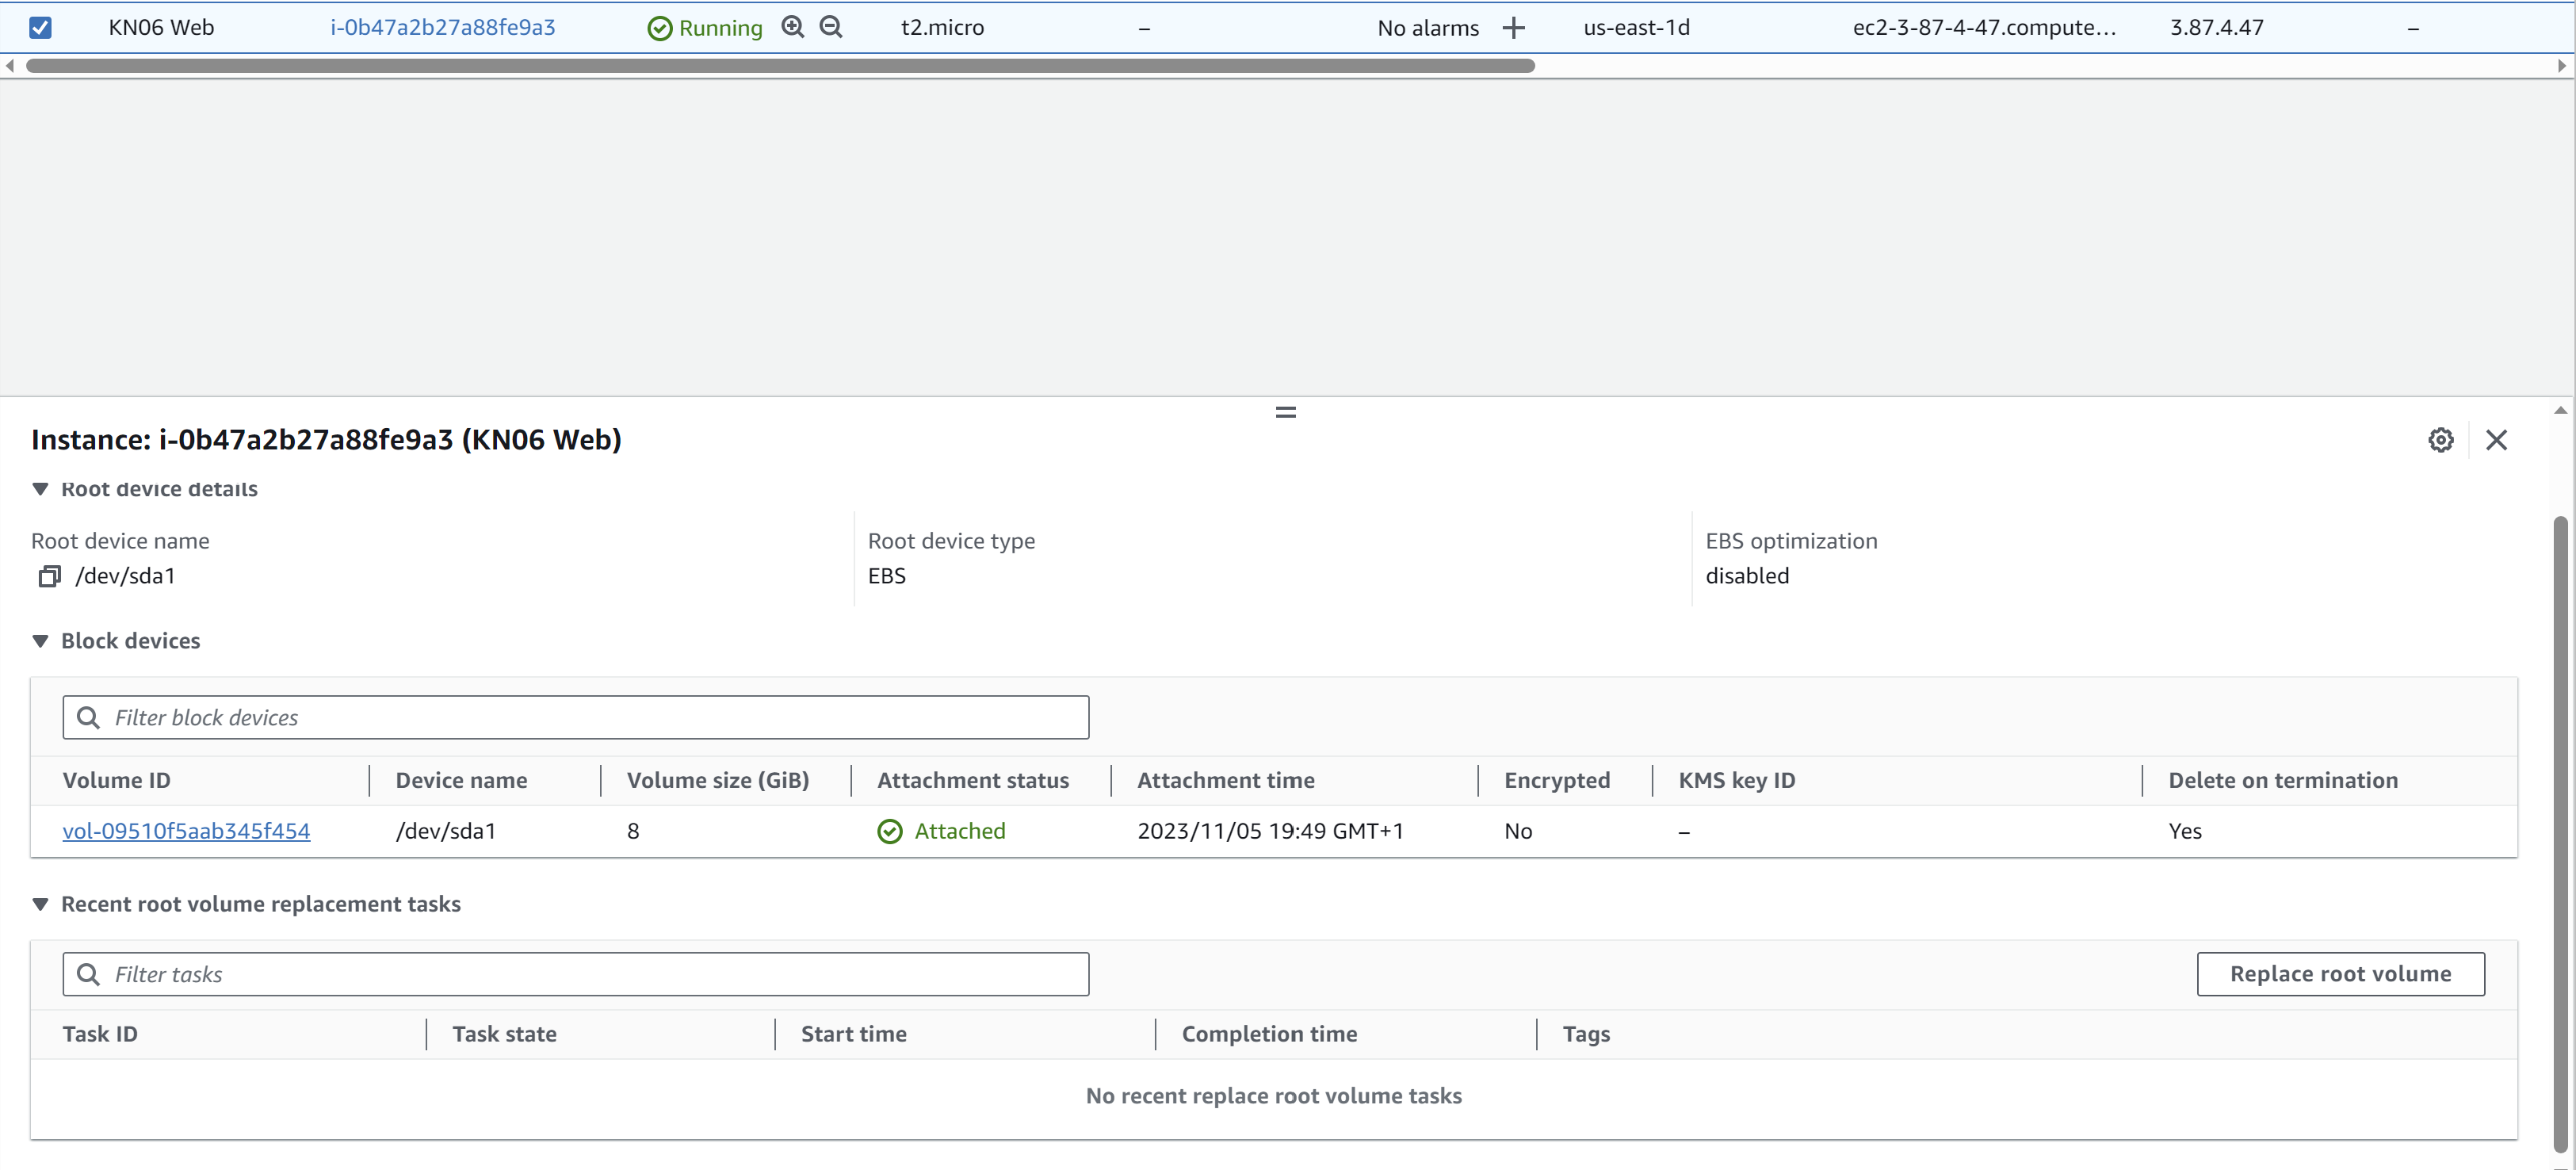 KN06 Web i-0b47a2b27a88fe9a3 Running t2.micro – No alarms + us-east-1d ec2-3-87-4-47.compute... 3.87.4.47 –
Instance: i-0b47a2b27a88fe9a3 (KN06 Web)
Root device details
Root device name Root device type EBS optimization
/dev/sda1 EBS disabled
Block devices
Filter block devices
Volume ID Device name Volume size (GiB) Attachment status Attachment time Encrypted KMS key ID Delete on termination
vol-09510f5aab345f454 /dev/sda1 8 Attached 2023/11/05 19:49 GMT+1 No – Yes
Recent root volume replacement tasks
Filter tasks Replace root volume
Task ID Task state Start time Completion time Tags
No recent replace root volume tasks